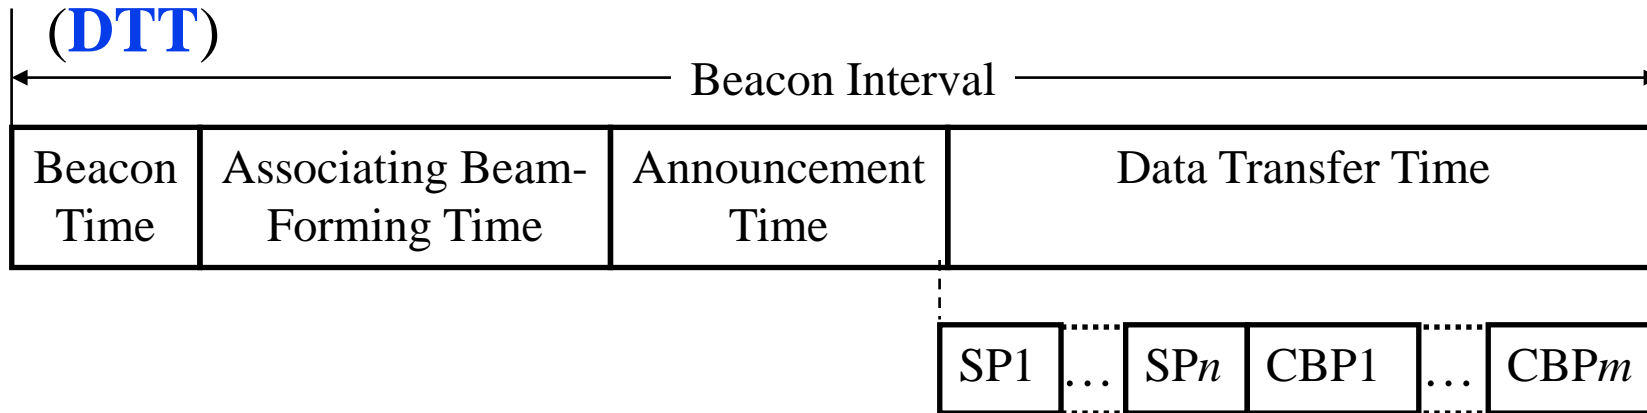 (DTT)
Beacon Interval
Beacon Time
Associating Beam-Forming Time
Announcement Time
Data Transfer Time
SP1 ... SPn CBP1 ... CBPm